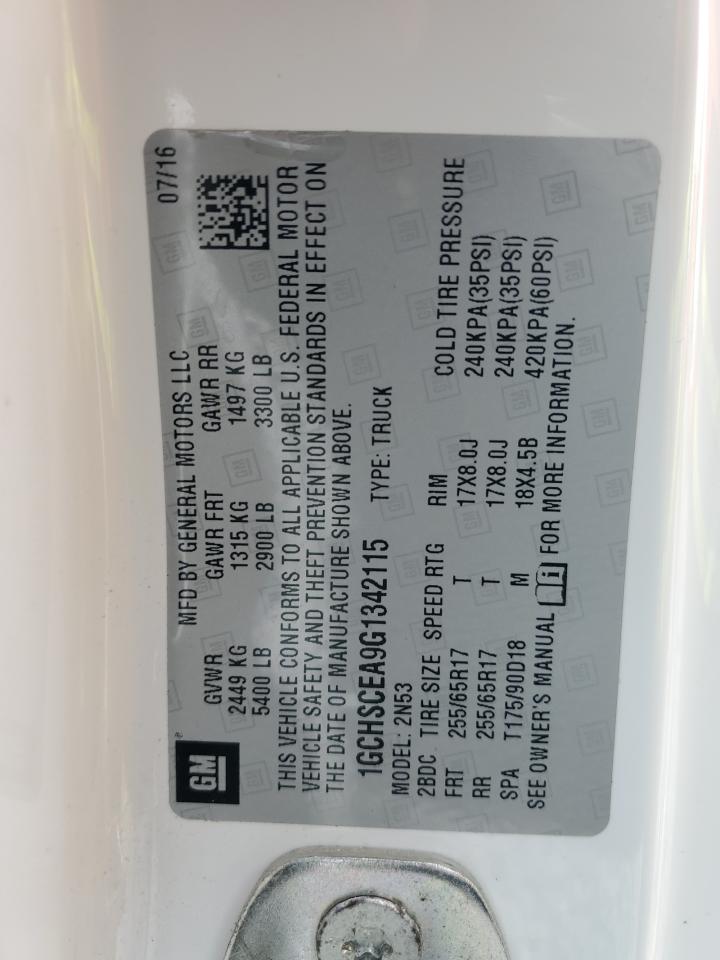 GM
MFD BY GENERAL MOTORS LLC 07/16
GVWR GAWR FRT GAWR RR
2449 KG 1315 KG 1497 KG
5400 LB 2900 LB 3300 LB
THIS VEHICLE CONFORMS TO ALL APPLICABLE U.S. FEDERAL MOTOR
VEHICLE SAFETY AND THEFT PREVENTION STANDARDS IN EFFECT ON
THE DATE OF MANUFACTURE SHOWN ABOVE.
1GCHSCEA9G1342115 TYPE: TRUCK
MODEL: 2N53
2BDC TIRE SIZE SPEED RTG RIM COLD TIRE PRESSURE
FRT 255/65R17 T 17X8.0J 240KPA(35PSI)
RR 255/65R17 T 17X8.0J 240KPA(35PSI)
SPA T175/90D18 M 18X4.5B 420KPA(60PSI)
SEE OWNER'S MANUAL FOR MORE INFORMATION.